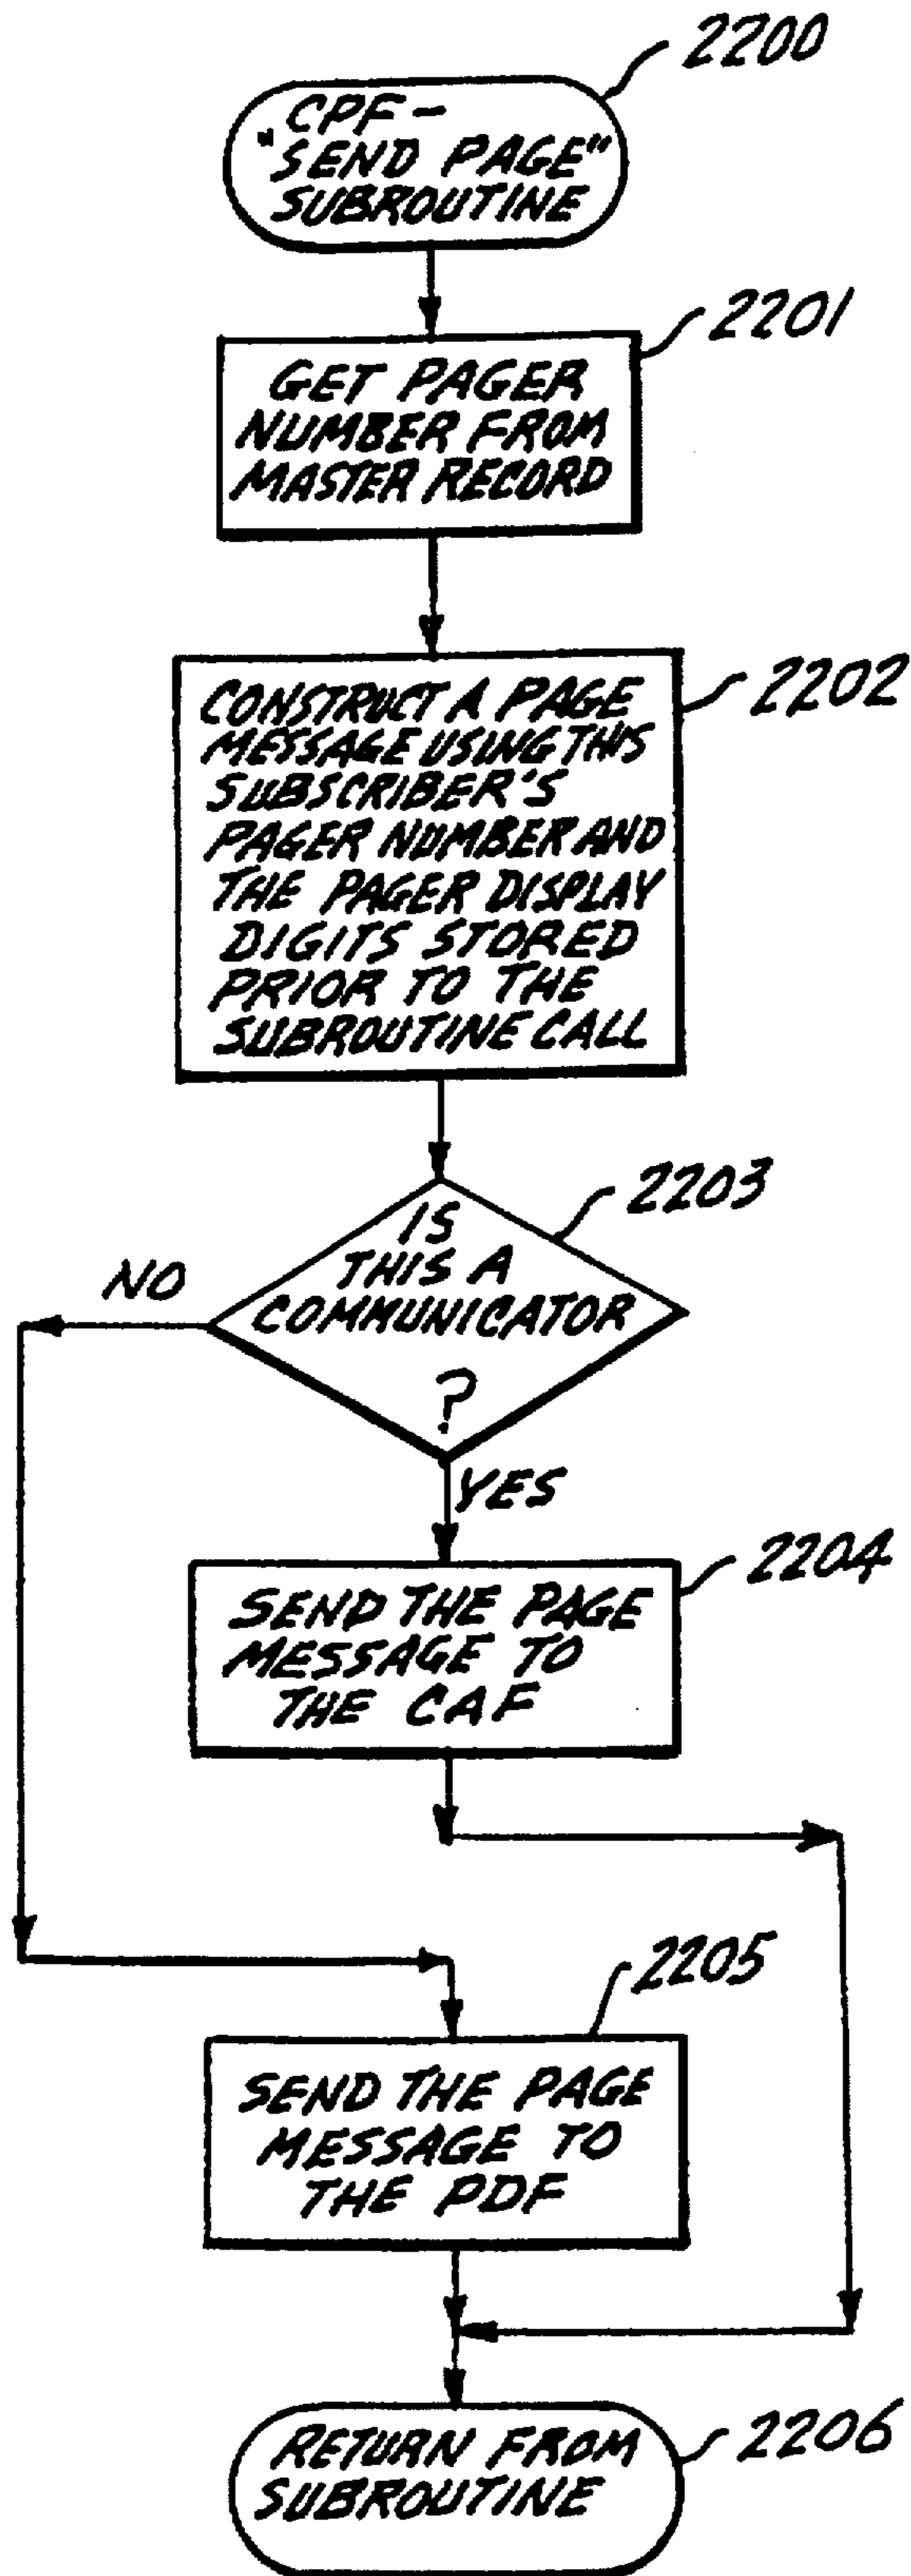 2200
CPF-
"SEND PAGE"
SUBROUTINE
2201
GET PAGER
NUMBER FROM
MASTER RECORD
2202
CONSTRUCT A PAGE
MESSAGE USING THIS
SUBSCRIBER'S
PAGER NUMBER AND
THE PAGER DISPLAY
DIGITS STORED
PRIOR TO THE
SUBROUTINE CALL
2203
IS
THIS A
COMMUNICATOR
?
NO
YES
2204
SEND THE PAGE
MESSAGE TO
THE CAF
2205
SEND THE PAGE
MESSAGE TO
THE PDF
2206
RETURN FROM
SUBROUTINE